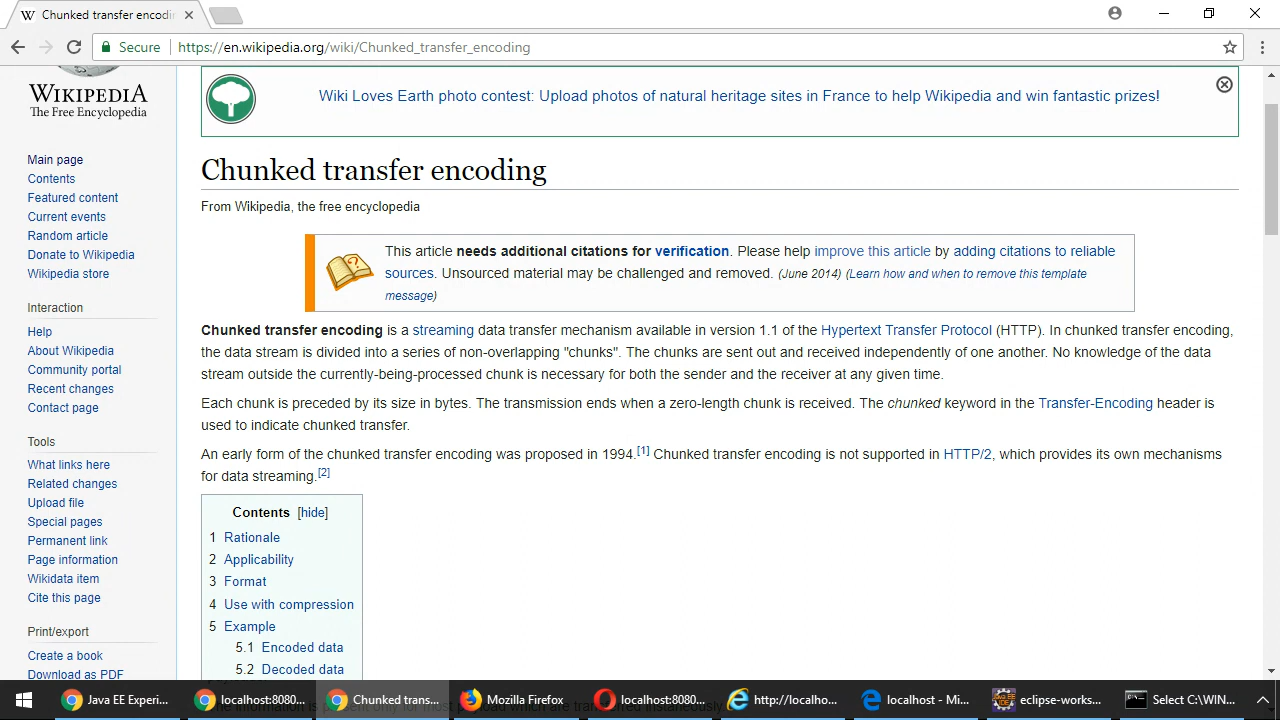 Chunked transfer encodi
Secure
https://en.wikipedia.org/wiki/Chunked_transfer_encoding
WIKIPEDIA
The Free Encyclopedia
Main page
Contents
Featured content
Current events
Random article
Donate to Wikipedia
Wikipedia store
Interaction
Help
About Wikipedia
Community portal
Recent changes
Contact page
Tools
What links here
Related changes
Upload file
Special pages
Permanent link
Page information
Wikidata item
Cite this page
Print/export
Create a book
Download as PDF
Wiki Loves Earth photo contest: Upload photos of natural heritage sites in France to help Wikipedia and win fantastic prizes!
Chunked transfer encoding
From Wikipedia, the free encyclopedia
This article needs additional citations for verification. Please help improve this article by adding citations to reliable
sources. Unsourced material may be challenged and removed. (June 2014) (Learn how and when to remove this template
message)
Chunked transfer encoding is a streaming data transfer mechanism available in version 1.1 of the Hypertext Transfer Protocol (HTTP). In chunked transfer encoding,
the data stream is divided into a series of non-overlapping "chunks". The chunks are sent out and received independently of one another. No knowledge of the data
stream outside the currently-being-processed chunk is necessary for both the sender and the receiver at any given time.
Each chunk is preceded by its size in bytes. The transmission ends when a zero-length chunk is received. The chunked keyword in the Transfer-Encoding header is
used to indicate chunked transfer.
An early form of the chunked transfer encoding was proposed in 1994.[1] Chunked transfer encoding is not supported in HTTP/2, which provides its own mechanisms
for data streaming.[2]
Contents [hide]
1 Rationale
2 Applicability
3 Format
4 Use with compression
5 Example
5.1 Encoded data
5.2 Decoded data
Java EE Experi...
localhost:8080...
Chunked trans...
Mozilla Firefox
localhost:8080...
http://localho...
localhost - Mi...
eclipse-works...
Select C:\WIN...